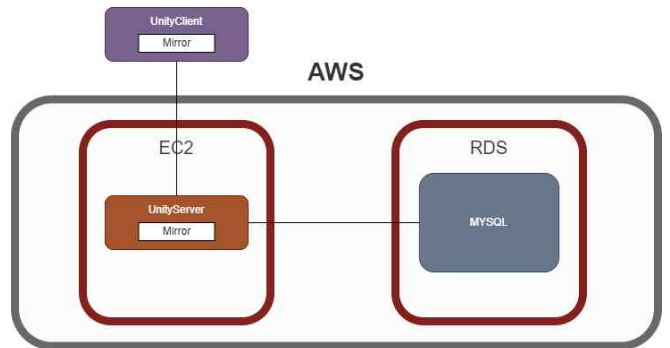 UnityClient
Mirror
AWS
EC2
RDS
UnityServer
Mirror
MYSQL